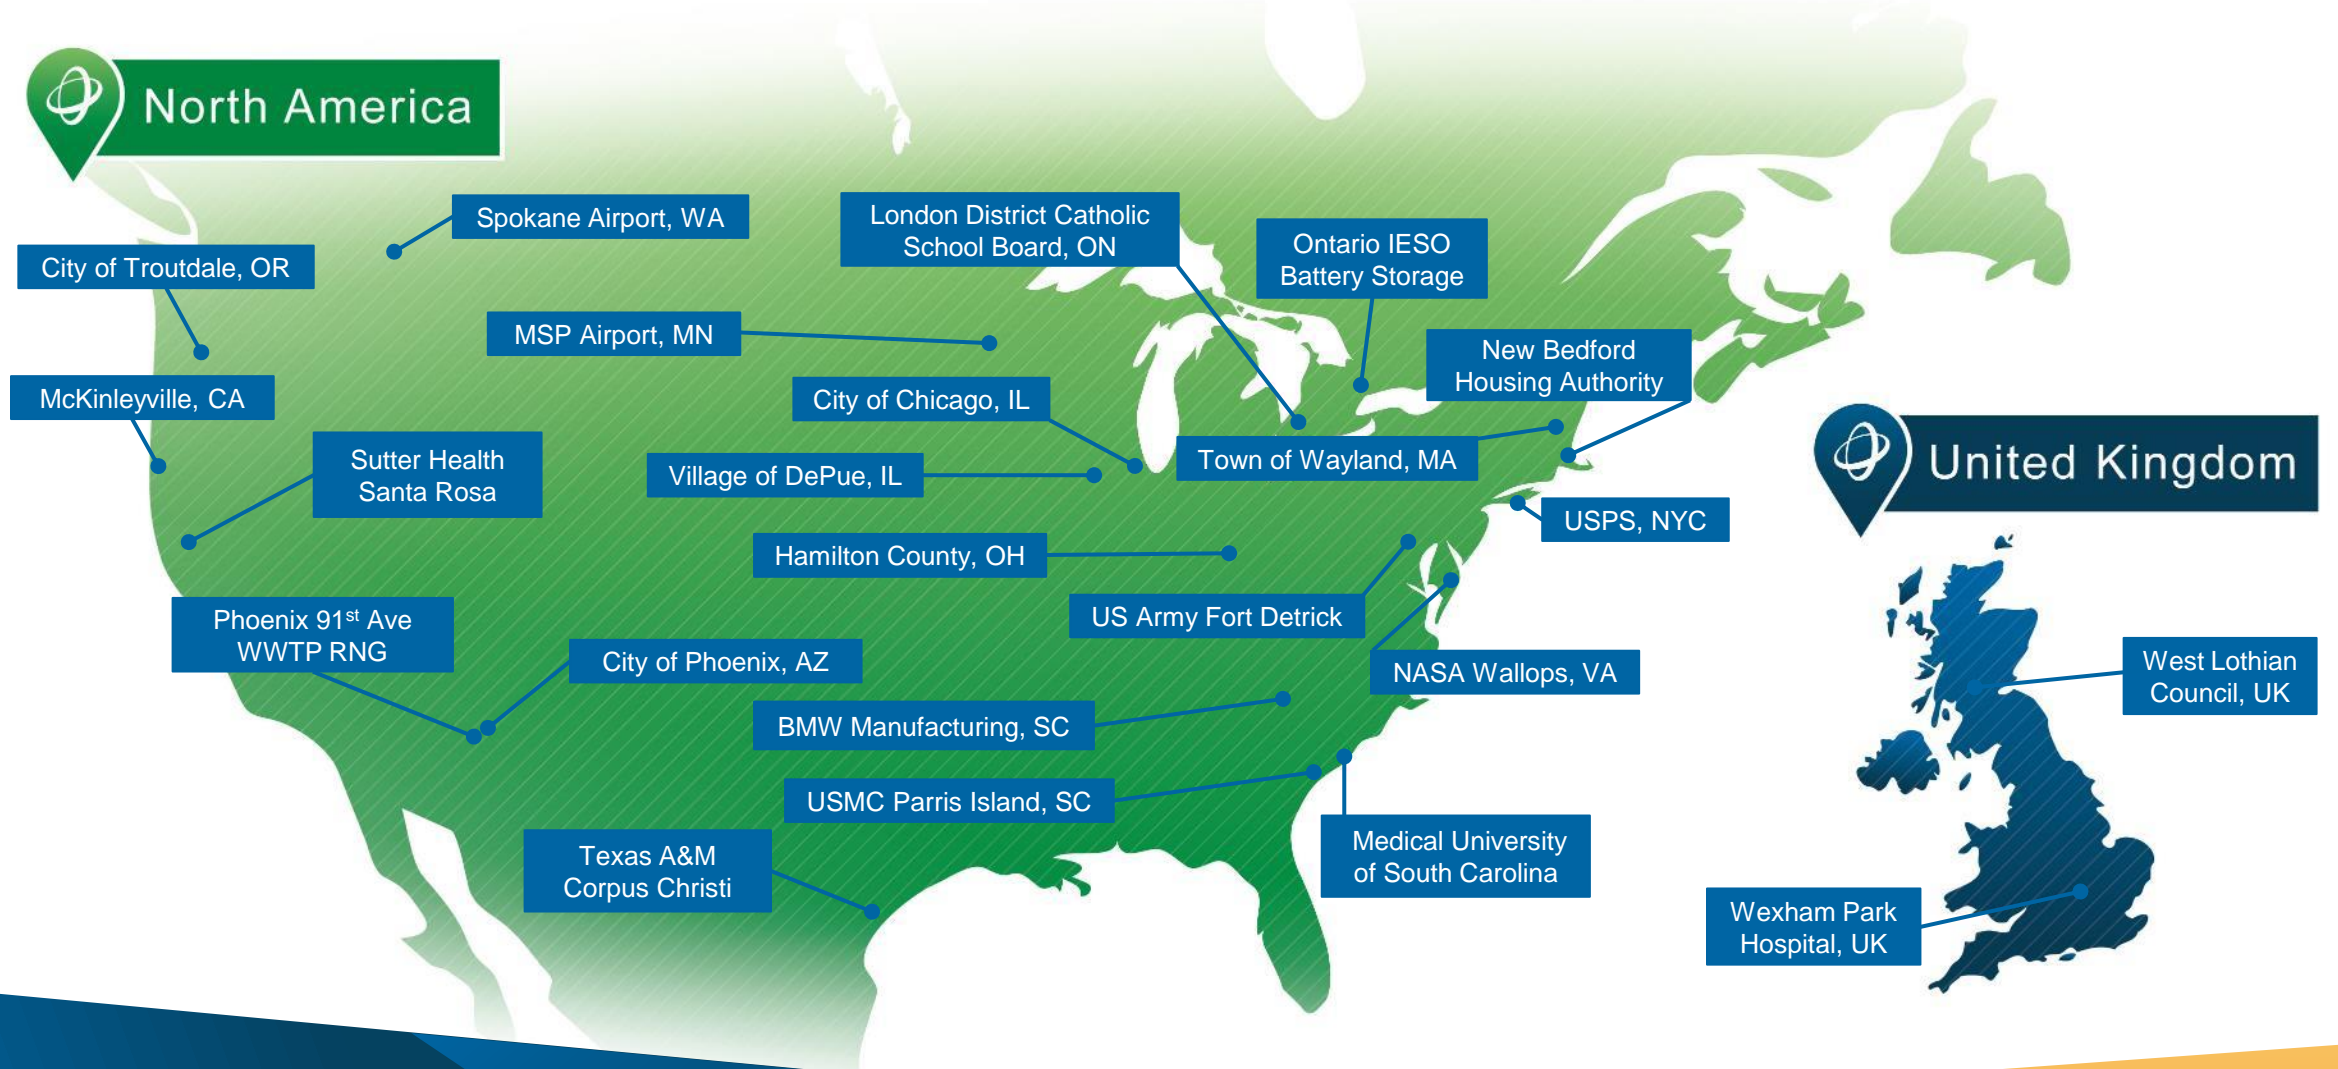 North America
Spokane Airport, WA
London District Catholic
School Board, ON
Ontario IESO
Battery Storage
City of Troutdale, OR
MSP Airport, MN
New Bedford
Housing Authority
McKinleyville, CA
City of Chicago, IL
Sutter Health
Santa Rosa
Village of DePue, IL
Town of Wayland, MA
United Kingdom
USPS, NYC
Hamilton County, OH
US Army Fort Detrick
Phoenix 91st Ave
WWTP RNG
City of Phoenix, AZ
NASA Wallops, VA
West Lothian
Council, UK
BMW Manufacturing, SC
USMC Parris Island, SC
Texas A&M
Corpus Christi
Medical University
of South Carolina
Wexham Park
Hospital, UK